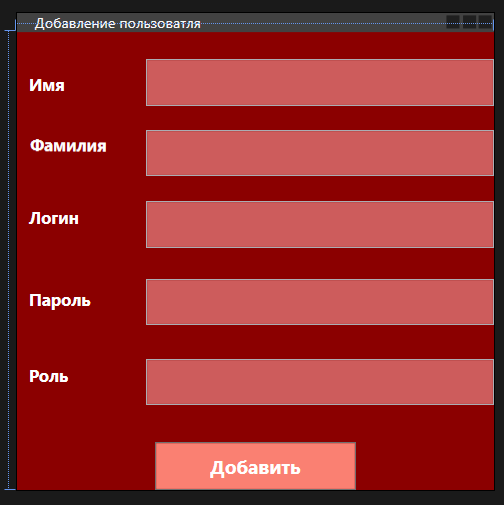 Добавление пользоватля
Имя
Фамилия
Логин
Пароль
Роль
Добавить